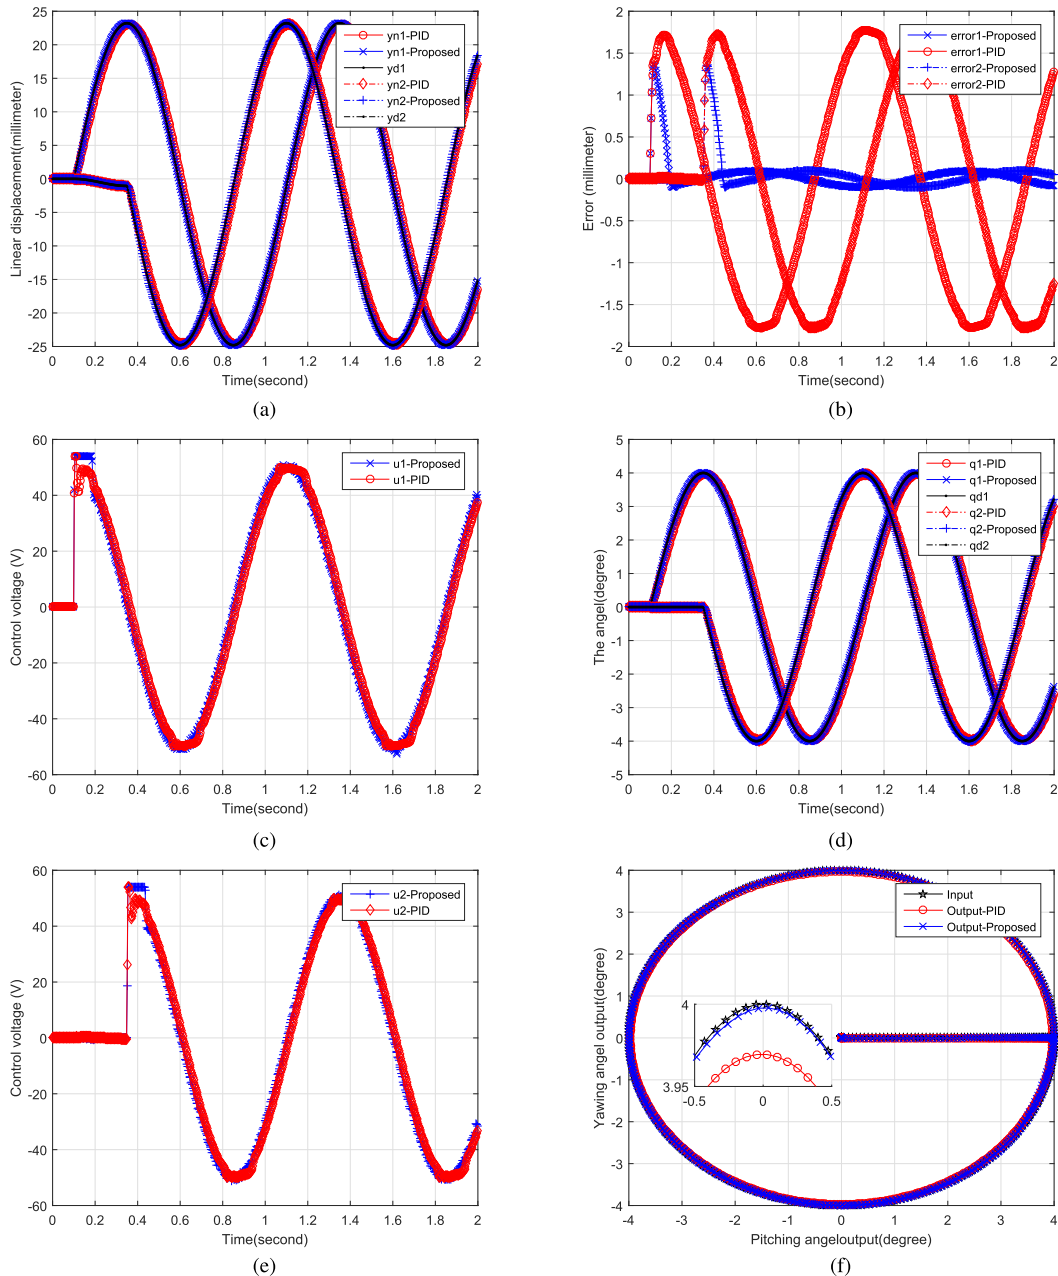 25
20
15
10
5
0
-5
-10
-15
-20
-25
Linear displacement(millimeter)
yn1-PID
yn1-Proposed
yd1
yn2-PID
yn2-Proposed
yd2
0 0.2 0.4 0.6 0.8 1 1.2 1.4 1.6 1.8 2
Time(second)
(a)
2
1.5
1
0.5
0
-0.5
-1
-1.5
-2
Error (millimeter)
error1-Proposed
error1-PID
error2-Proposed
error2-PID
0 0.2 0.4 0.6 0.8 1 1.2 1.4 1.6 1.8 2
Time(second)
(b)
60
40
20
0
-20
-40
-60
Control voltage (V)
u1-Proposed
u1-PID
0 0.2 0.4 0.6 0.8 1 1.2 1.4 1.6 1.8 2
Time(second)
(c)
5
4
3
2
1
0
-1
-2
-3
-4
-5
The angel(degree)
q1-PID
q1-Proposed
qd1
q2-PID
q2-Proposed
qd2
0 0.2 0.4 0.6 0.8 1 1.2 1.4 1.6 1.8 2
Time(second)
(d)
60
40
20
0
-20
-40
-60
Control voltage (V)
u2-Proposed
u2-PID
0 0.2 0.4 0.6 0.8 1 1.2 1.4 1.6 1.8 2
Time(second)
(e)
4
3
2
1
0
-1
-2
-3
-4
Yawing angel output(degree)
Input
Output-PID
Output-Proposed
4
3.95
-0.5 0 0.5
-4 -3 -2 -1 0 1 2 3 4
Pitching angeloutput(degree)
(f)